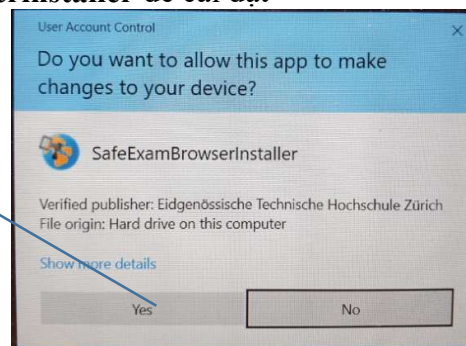 installer để cài đặt
User Account Control
Do you want to allow this app to make
changes to your device?
SafeExamBrowserInstaller
Verified publisher: Eidgenössische Technische Hochschule Zürich
File origin: Hard drive on this computer
Show more details
Yes
No